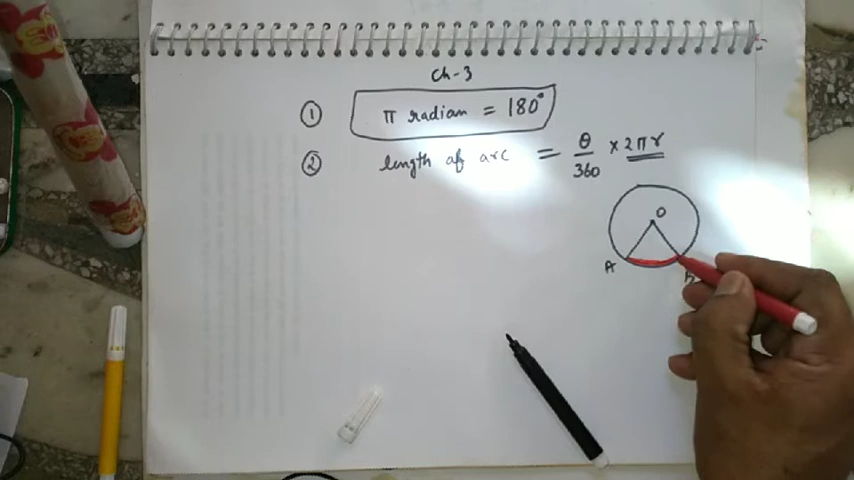 Ch-3
① π radian = 180°
② length of arc = θ/360 × 2πr
O
A